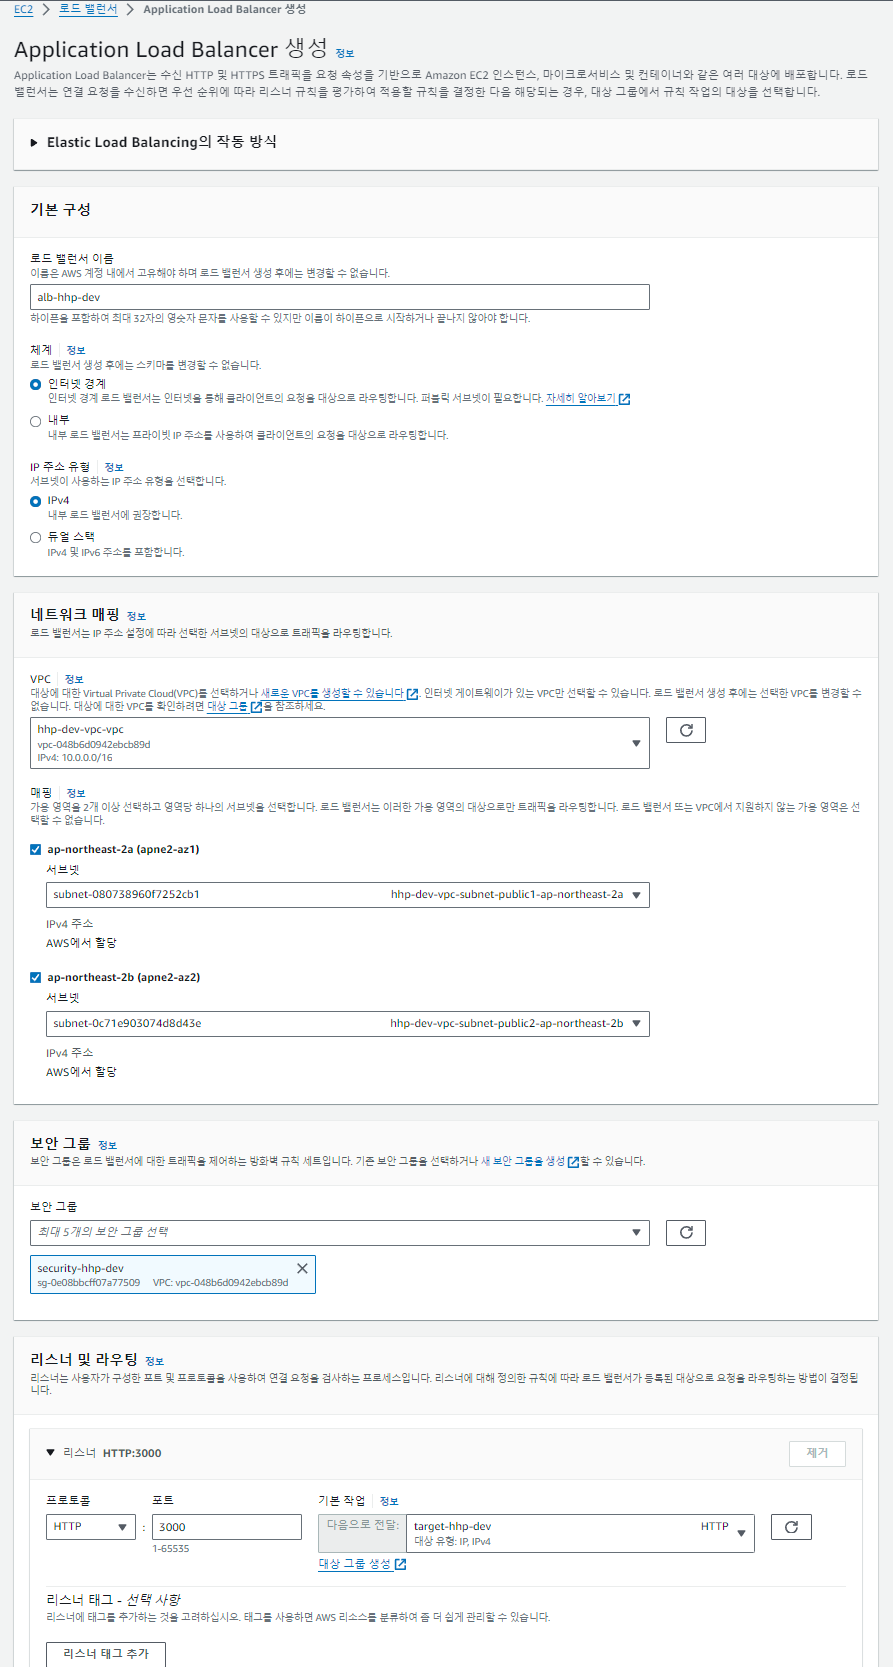 EC2 > 로드 밸런서 > Application Load Balancer 생성
Application Load Balancer 생성 정보
Application Load Balancer는 수신 HTTP 및 HTTPS 트래픽을 요청 속성을 기반으로 Amazon EC2 인스턴스, 마이크로서비스 및 컨테이너와 같은 여러 대상에 배포합니다. 로드
밸런서는 연결 요청을 수신하면 우선 순위에 따라 리스너 규칙을 평가하여 적용할 규칙을 결정한 다음 해당되는 경우, 대상 그룹에서 규칙 작업의 대상을 선택합니다.
Elastic Load Balancing의 작동 방식
기본 구성
로드 밸런서 이름
이름은 AWS 계정 내에서 고유해야 하며 로드 밸런서 생성 후에는 변경할 수 없습니다.
alb-hhp-dev
하이픈을 포함하여 최대 32자의 영숫자 문자를 사용할 수 있지만 이름이 하이픈으로 시작하거나 끝나지 않아야 합니다.
체계 정보
로드 밸런서 생성 후에는 스키마를 변경할 수 없습니다.
인터넷 경계
인터넷 경계 로드 밸런서는 인터넷을 통해 클라이언트의 요청을 대상으로 라우팅합니다. 퍼블릭 서브넷이 필요합니다. 자세히 알아보기
내부
내부 로드 밸런서는 프라이빗 IP 주소를 사용하여 클라이언트의 요청을 대상으로 라우팅합니다.
IP 주소 유형 정보
서브넷이 사용하는 IP 주소 유형을 선택합니다.
IPv4
내부 로드 밸런서에 권장합니다.
듀얼 스택
IPv4 및 IPv6 주소를 포함합니다.
네트워크 매핑 정보
로드 밸런서는 IP 주소 설정에 따라 선택한 서브넷의 대상으로 트래픽을 라우팅합니다.
VPC 정보
대상에 대한 Virtual Private Cloud(VPC)를 선택하거나 새로운 VPC를 생성할 수 있습니다. 인터넷 게이트웨이가 있는 VPC만 선택할 수 있습니다. 로드 밸런서 생성 후에는 선택한 VPC를 변경할 수
없습니다. 대상에 대한 VPC를 확인하려면 대상 그룹을 참조하세요.
hhp-dev-vpc-vpc
vpc-048b6d0942ebcb89d
IPv4: 10.0.0.0/16
매핑 정보
가용 영역을 2개 이상 선택하고 영역당 하나의 서브넷을 선택합니다. 로드 밸런서는 이러한 가용 영역의 대상으로만 트래픽을 라우팅합니다. 로드 밸런서 또는 VPC에서 지원하지 않는 가용 영역은 선
택할 수 없습니다.
ap-northeast-2a (apne2-az1)
서브넷
subnet-080738960f7252cb1 hhp-dev-vpc-subnet-public1-ap-northeast-2a
IPv4 주소
AWS에서 할당
ap-northeast-2b (apne2-az2)
서브넷
subnet-0c71e903074d8d43e hhp-dev-vpc-subnet-public2-ap-northeast-2b
IPv4 주소
AWS에서 할당
보안 그룹 정보
보안 그룹은 로드 밸런서에 대한 트래픽을 제어하는 방화벽 규칙 세트입니다. 기존 보안 그룹을 선택하거나 새 보안 그룹을 생성할 수 있습니다.
보안 그룹
최대 5개의 보안 그룹 선택
security-hhp-dev
sg-0e08bbcff07a77509 VPC: vpc-048b6d0942ebcb89d
리스너 및 라우팅 정보
리스너는 사용자가 구성한 포트 및 프로토콜을 사용하여 연결 요청을 검사하는 프로세스입니다. 리스너에 대해 정의한 규칙에 따라 로드 밸런서가 등록된 대상으로 요청을 라우팅하는 방법이 결정됩
니다.
리스너 HTTP:3000 제거
프로토콜 포트 기본 작업 정보
HTTP : 3000 다음으로 전달: target-hhp-dev HTTP
대상 유형: IP, IPv4
1-65535
대상 그룹 생성
리스너 태그 - 선택 사항
리스너에 태그를 추가하는 것을 고려하십시오. 태그를 사용하면 AWS 리소스를 분류하여 좀 더 쉽게 관리할 수 있습니다.
리스너 태그 추가